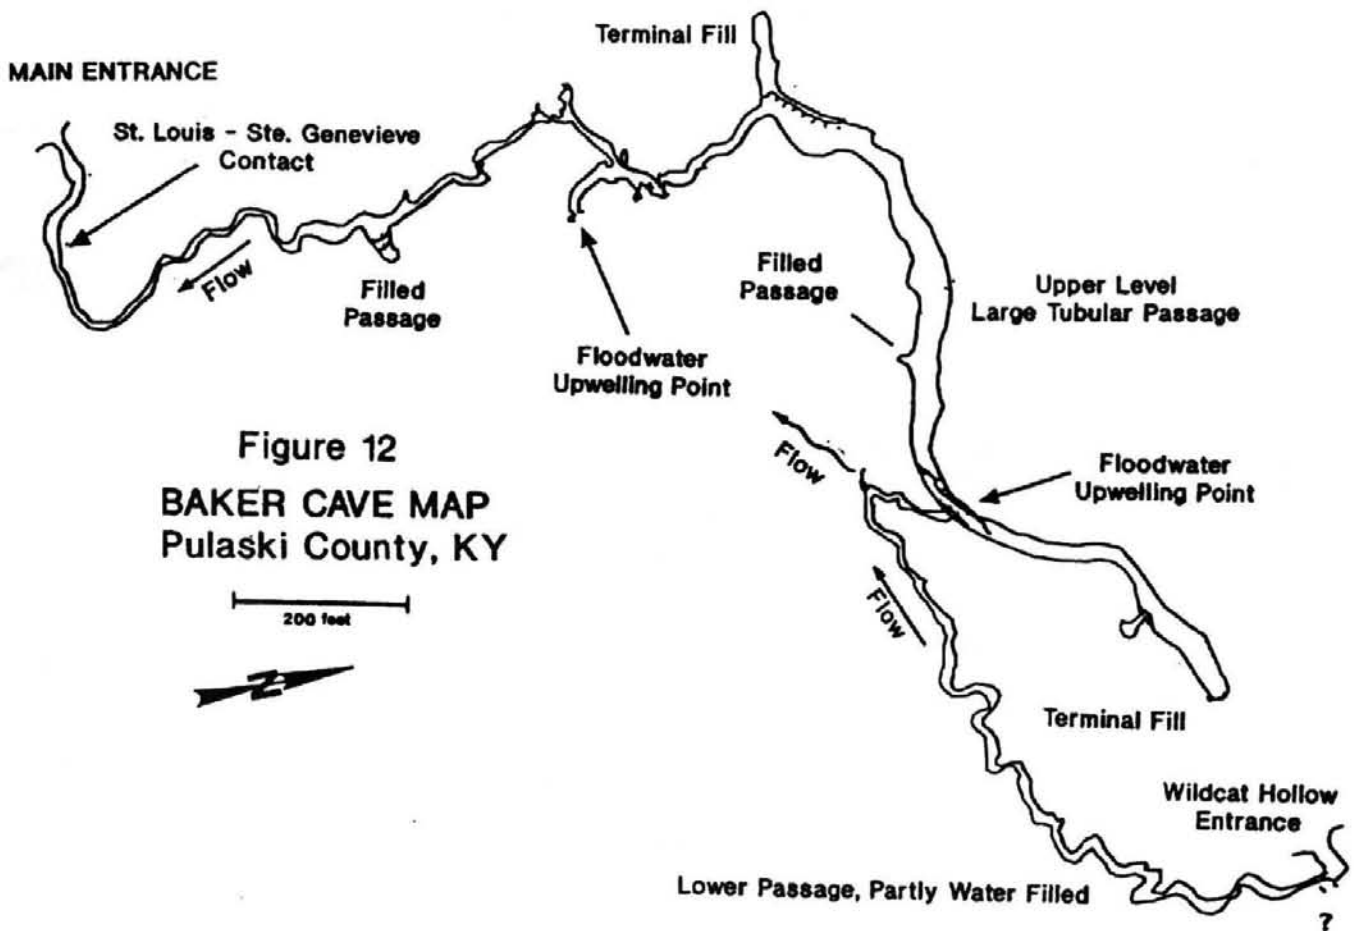 Terminal Fill
MAIN ENTRANCE
St. Louis - Ste. Genevieve
Contact
Flow
Filled
Passage
Floodwater
Upwelling Point
Filled
Passage
Upper Level
Large Tubular Passage
Figure 12
BAKER CAVE MAP
Pulaski County, KY
200 feet
N
Flow
Floodwater
Upwelling Point
Flow
Terminal Fill
Wildcat Hollow
Entrance
Lower Passage, Partly Water Filled
?